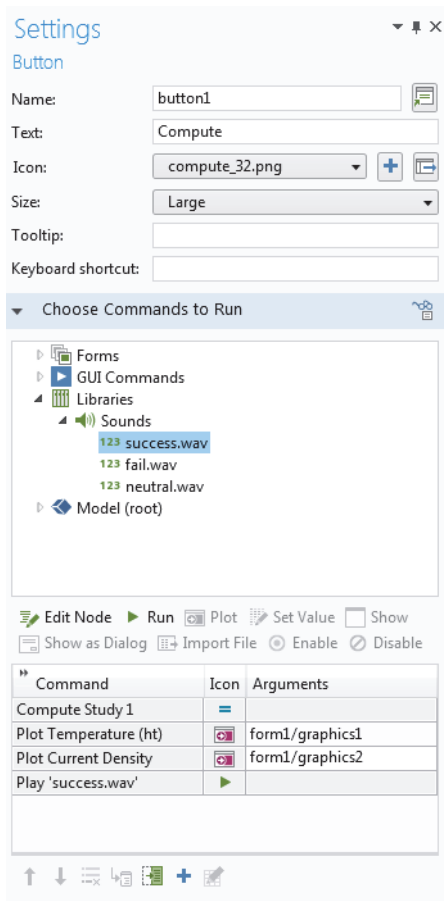 Settings
Button
Name: button1
Text: Compute
Icon: compute_32.png
Size: Large
Tooltip:
Keyboard shortcut:
Choose Commands to Run
Forms
GUI Commands
Libraries
Sounds
123 success.wav
123 fail.wav
123 neutral.wav
Model (root)
Edit Node Run Plot Set Value Show
Show as Dialog Import File Enable Disable
Command Icon Arguments
Compute Study 1 =
Plot Temperature (ht) form1/graphics1
Plot Current Density form1/graphics2
Play 'success.wav'